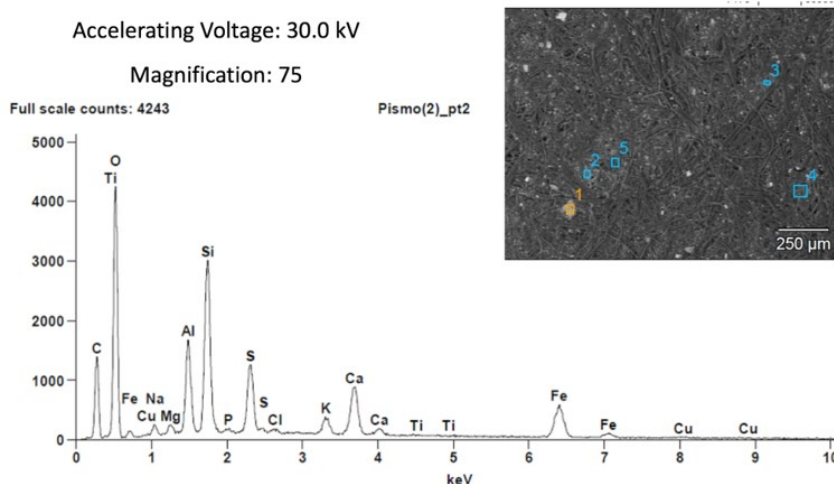 Accelerating Voltage: 30.0 kV
Magnification: 75
Full scale counts: 4243
Pismo(2)_pt2
5000
4000
3000
2000
1000
0
C
O
Ti
Fe
Na
Cu
Mg
Al
Si
P
S
S
Cl
K
Ca
Ca
Ti
Ti
Fe
Fe
Cu
Cu
0 1 2 3 4 5 6 7 8 9 10
keV
3
2
5
4
1
250 μm